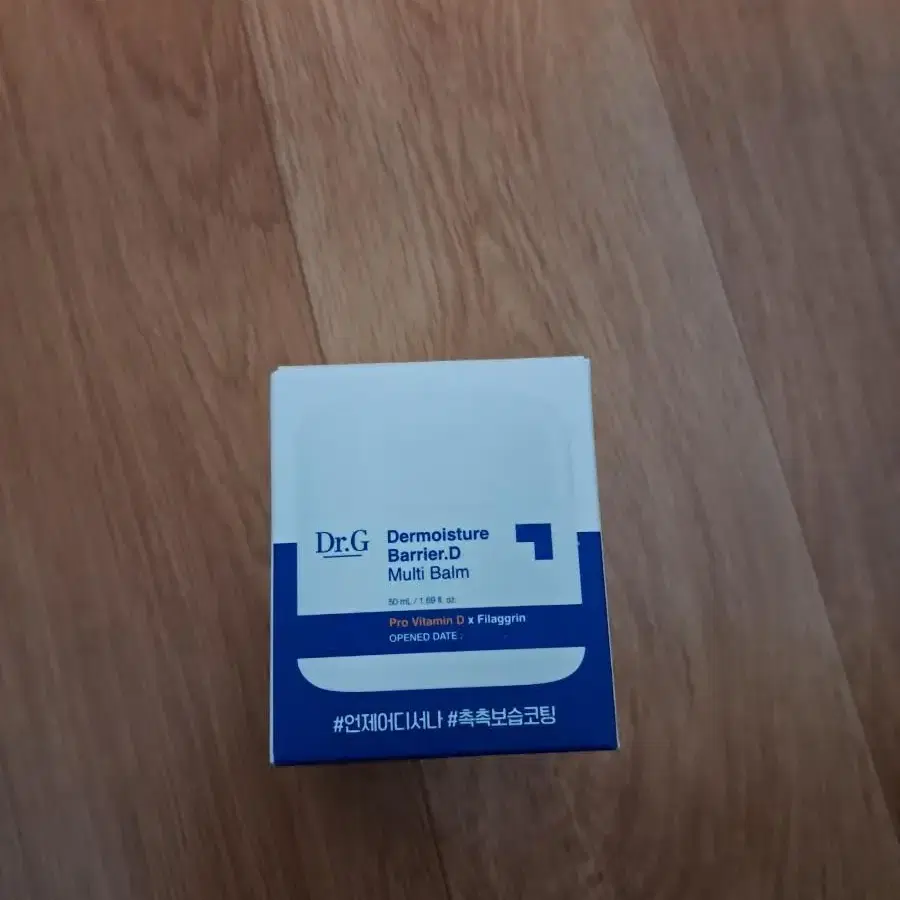 Dr.G
Dermoisture
Barrier.D
Multi Balm
50 mL / 1.69 fl. oz.
Pro Vitamin D x Filaggrin
OPENED DATE :
#언제어디서나 #촉촉보습코팅